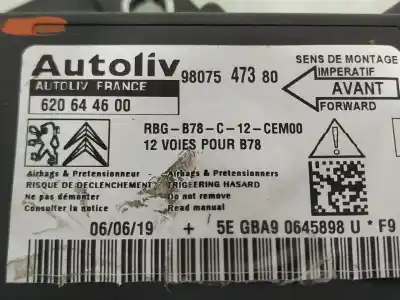 Autoliv
AUTOLIV FRANCE
620 64 46 00
98075 473 80
SENS DE MONTAGE
IMPERATIF
AVANT
FORWARD
RBG-B78-C-12-CEM00
12 VOIES POUR B78
Airbags & Pretensionneur
RISQUE DE DECLENCHEMENT
Ne pas démonter
Consulter la notice
Airbags & Pretensioner
TRIGEERING HASARD
Do not remove
Read manual
06/06/19 + 5E GBA9 0645898 U * F9